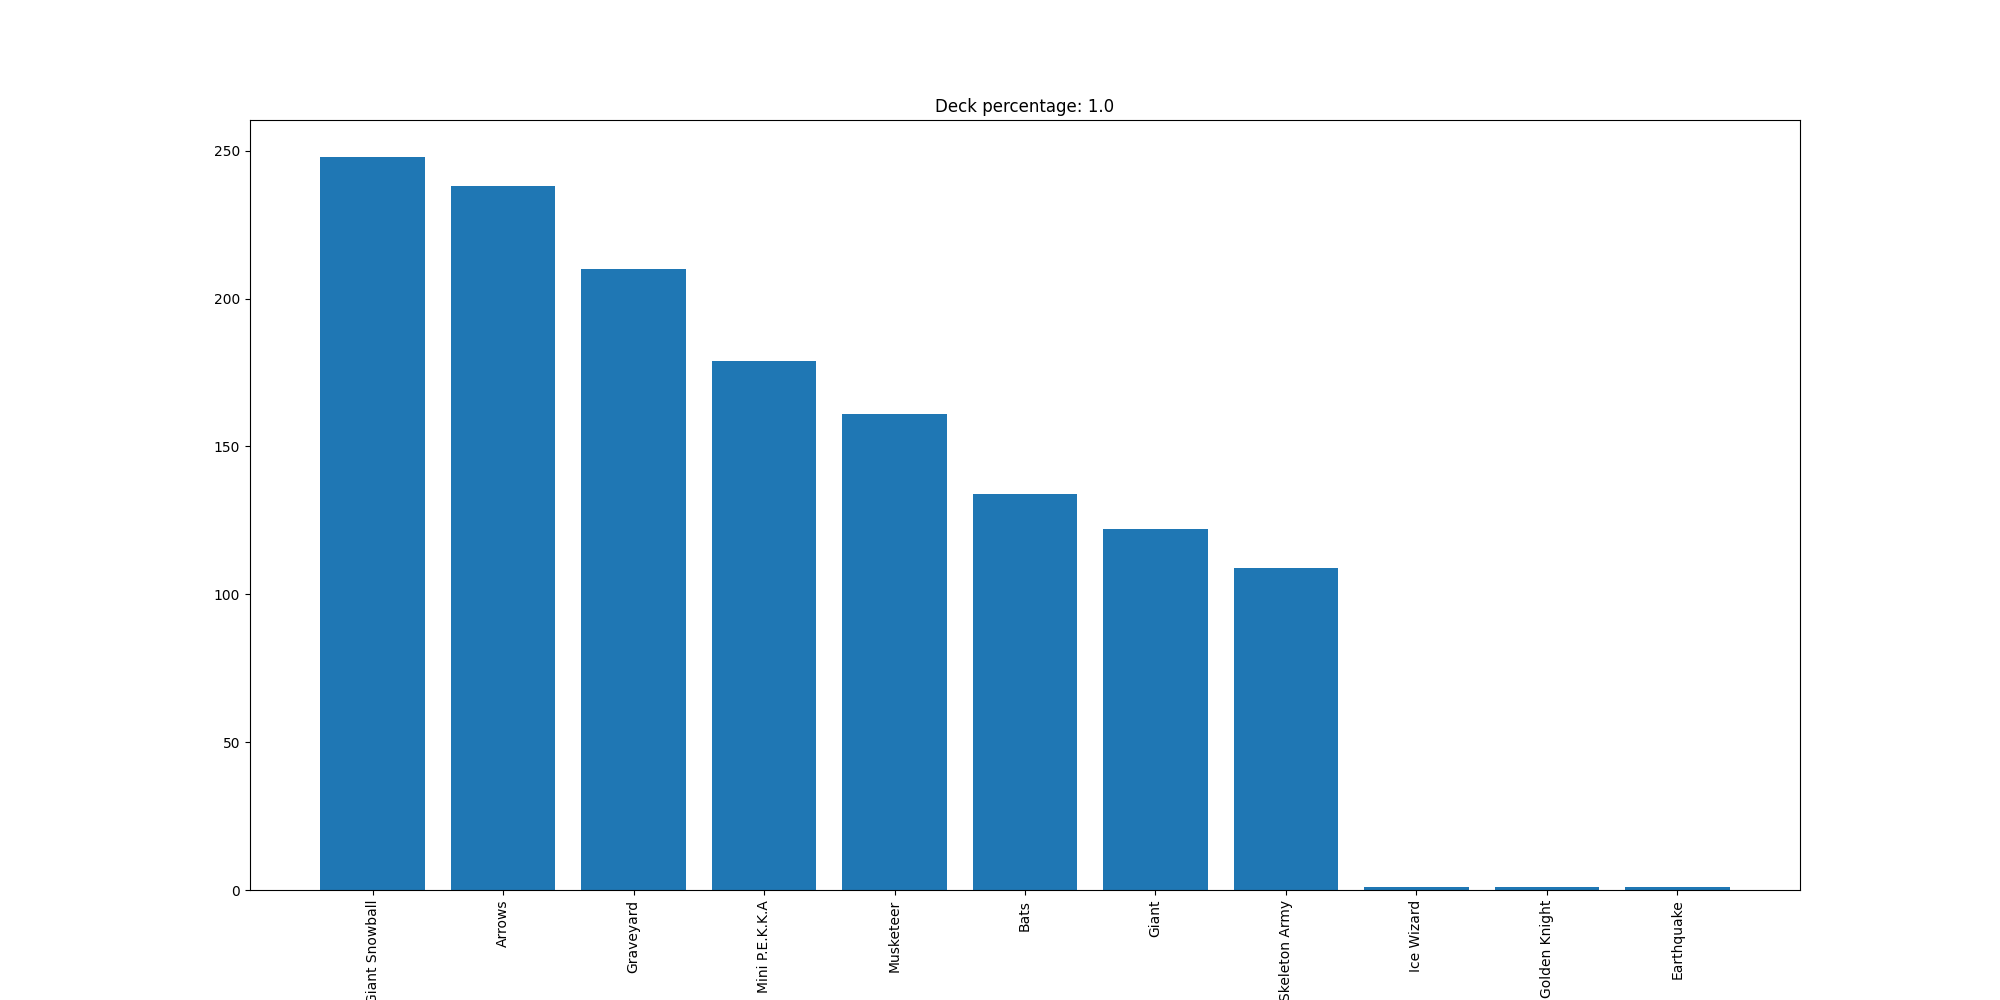 Deck percentage: 1.0
250
200
150
100
50
0
Giant Snowball
Arrows
Graveyard
Mini P.E.K.K.A
Musketeer
Bats
Giant
Skeleton Army
Ice Wizard
Golden Knight
Earthquake